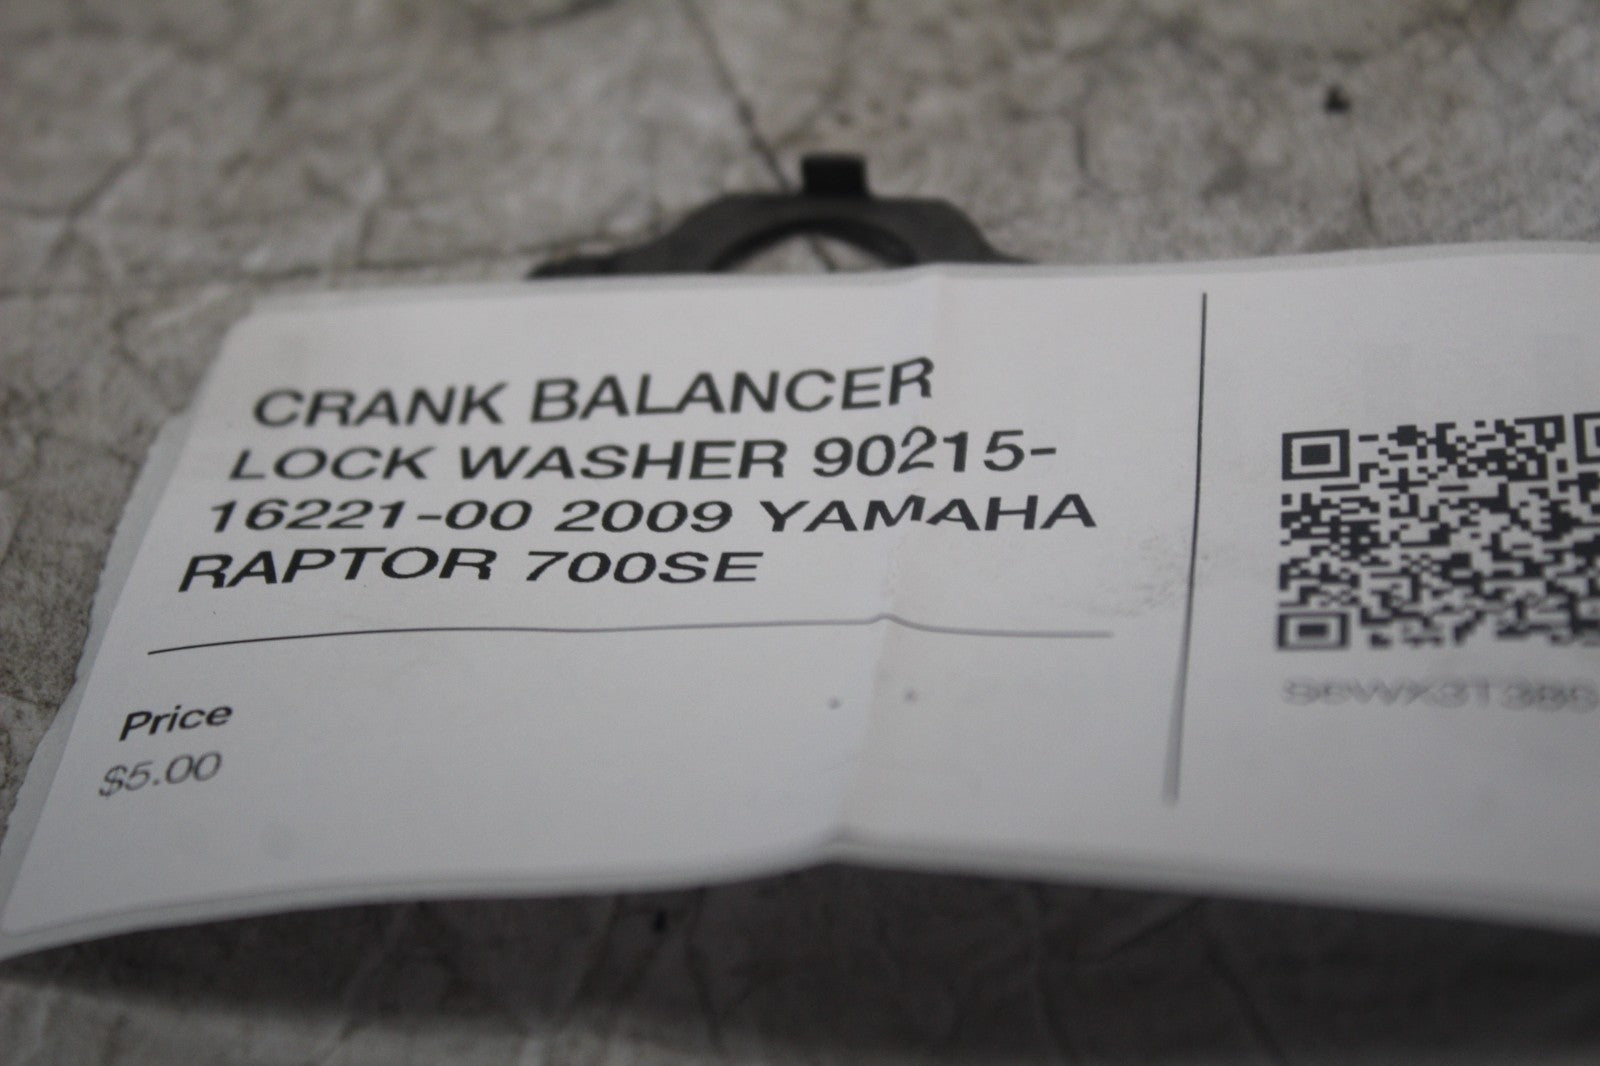 CRANK BALANCER
LOCK WASHER 90215-
16221-00 2009 YAMAHA
RAPTOR 700SE
Price
$5.00